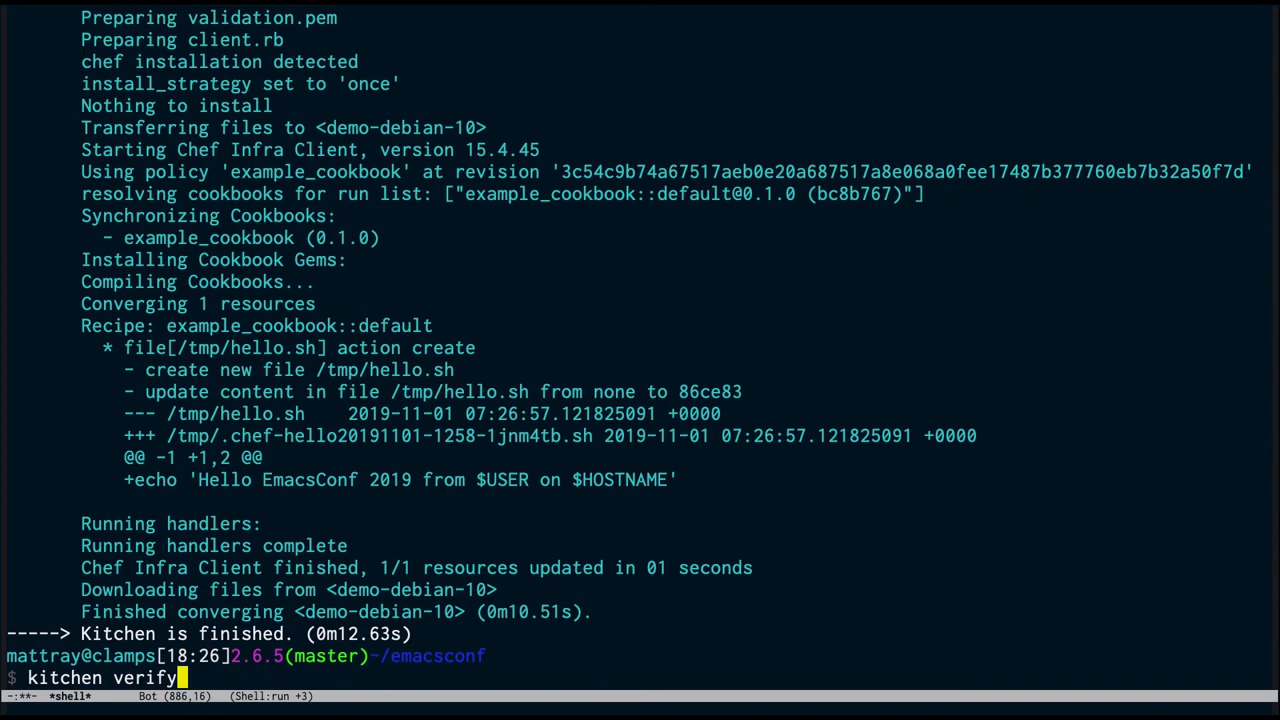 Preparing validation.pem
Preparing client.rb
chef installation detected
install_strategy set to 'once'
Nothing to install
Transferring files to <demo-debian-10>
Starting Chef Infra Client, version 15.4.45
Using policy 'example_cookbook' at revision '3c54c9b74a67517aeb0e20a687517a8e068a0fee17487b377760eb7b32a50f7d'
resolving cookbooks for run list: ["example_cookbook::default@0.1.0 (bc8b767)"]
Synchronizing Cookbooks:
- example_cookbook (0.1.0)
Installing Cookbook Gems:
Compiling Cookbooks...
Converging 1 resources
Recipe: example_cookbook::default
* file[/tmp/hello.sh] action create
- create new file /tmp/hello.sh
- update content in file /tmp/hello.sh from none to 86ce83
--- /tmp/hello.sh    2019-11-01 07:26:57.121825091 +0000
+++ /tmp/.chef-hello20191101-1258-1jnm4tb.sh 2019-11-01 07:26:57.121825091 +0000
@@ -1 +1,2 @@
+echo 'Hello EmacsConf 2019 from $USER on $HOSTNAME'
Running handlers:
Running handlers complete
Chef Infra Client finished, 1/1 resources updated in 01 seconds
Downloading files from <demo-debian-10>
Finished converging <demo-debian-10> (0m10.51s).
-----> Kitchen is finished. (0m12.63s)
mattray@clamps[18:26]2.6.5(master)~/emacsconf
$ kitchen verify
-:**-  *shell*      Bot (886,16)   (Shell:run +3)